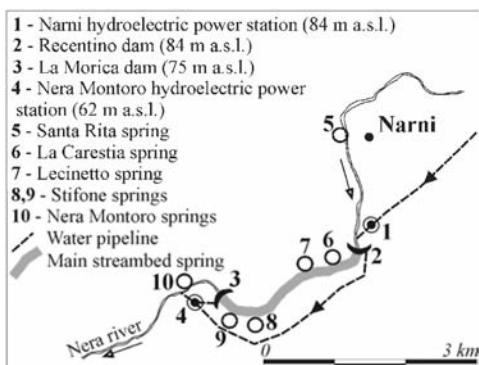 1 - Narni hydroelectric power station (84 m a.s.l.)
2 - Recentino dam (84 m a.s.l.)
3 - La Morica dam (75 m a.s.l.)
4 - Nera Montoro hydroelectric power
station (62 m a.s.l.)
5 - Santa Rita spring
6 - La Carestia spring
7 - Lecinetto spring
8,9 - Stifone springs
10 - Nera Montoro springs
Water pipeline
Main streambed spring
5
Narni
1
2
6
7
10
3
4
9
8
Nera river
0
3 km